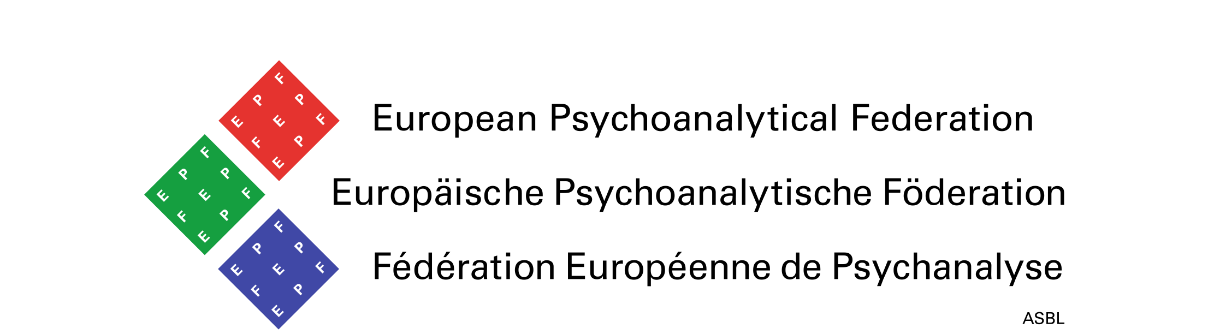 E P F
F E P
E P F
European Psychoanalytical Federation
E P F
F E P
E P F
Europäische Psychoanalytische Föderation
E P F
F E P
E P F
Fédération Européenne de Psychanalyse
ASBL